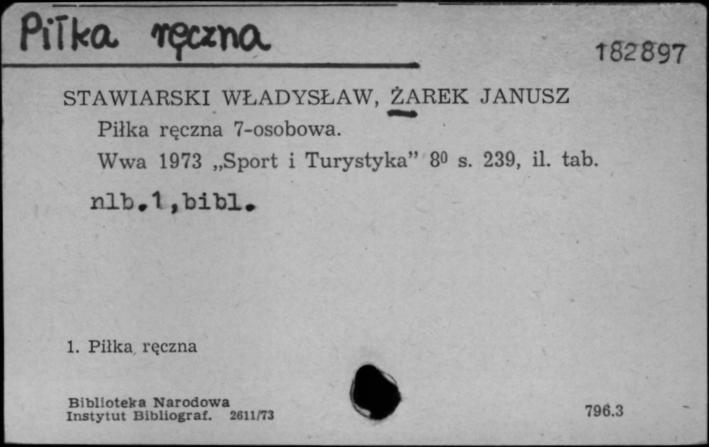 Piłka ręczna
182897
STAWIARSKI WŁADYSŁAW, ŻAREK JANUSZ
Piłka ręczna 7-osobowa.
Wwa 1973 „Sport i Turystyka” 8⁰ s. 239, il. tab.
nlb.1,bibl.
1. Piłka ręczna
Biblioteka Narodowa
Instytut Bibliograf. 2611/73
796.3